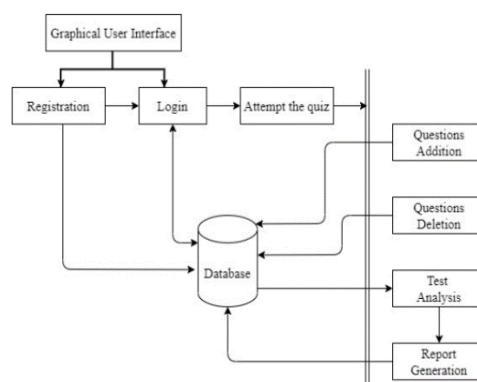 Graphical User Interface
Registration
Login
Attempt the quiz
Questions
Addition
Questions
Deletion
Database
Test
Analysis
Report
Generation